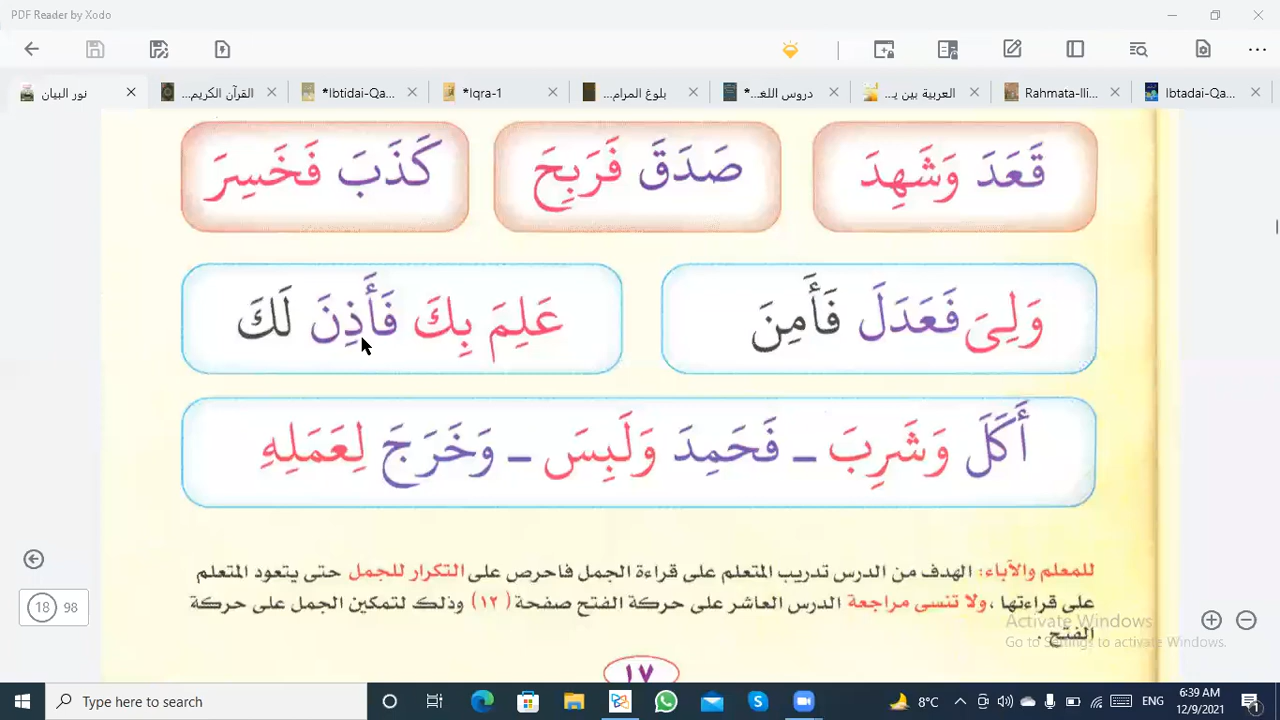 PDF Reader by Xodo
نور البيان
القرآن الكريم...
*Ibtidai-Qa...
*Iqra-1
بلوغ المرام...
دروس اللغـ...*
العربية بين يـ...
Rahmata-lli...
Ibtadai-Qa...
قَعَدَ وَشَهِدَ
صَدَقَ فَرَبِحَ
كَذَبَ فَخَسِرَ
وَلِىَ فَعَدَلَ فَأَمِنَ
عَلِمَ بِكَ فَأَذِنَ لَكَ
أَكَلَ وَشَرِبَ ـ فَحَمِدَ وَلَبِسَ ـ وَخَرَجَ لِعَمَلِهِ
للمعلم والآباء: الهدف من الدرس تدريب المتعلم على قراءة الجمل فاحرص على التكرار للجمل حتى يتعود المتعلم
على قراءتها ، ولا تنسى مراجعة الدرس العاشر على حركة الفتح صفحة (١٢) وذلك لتمكين الجمل على حركة
الفتح .
١٧
18 98
Activate Windows
Go to Settings to activate Windows.
Type here to search
8°C
ENG
6:39 AM
12/9/2021
1